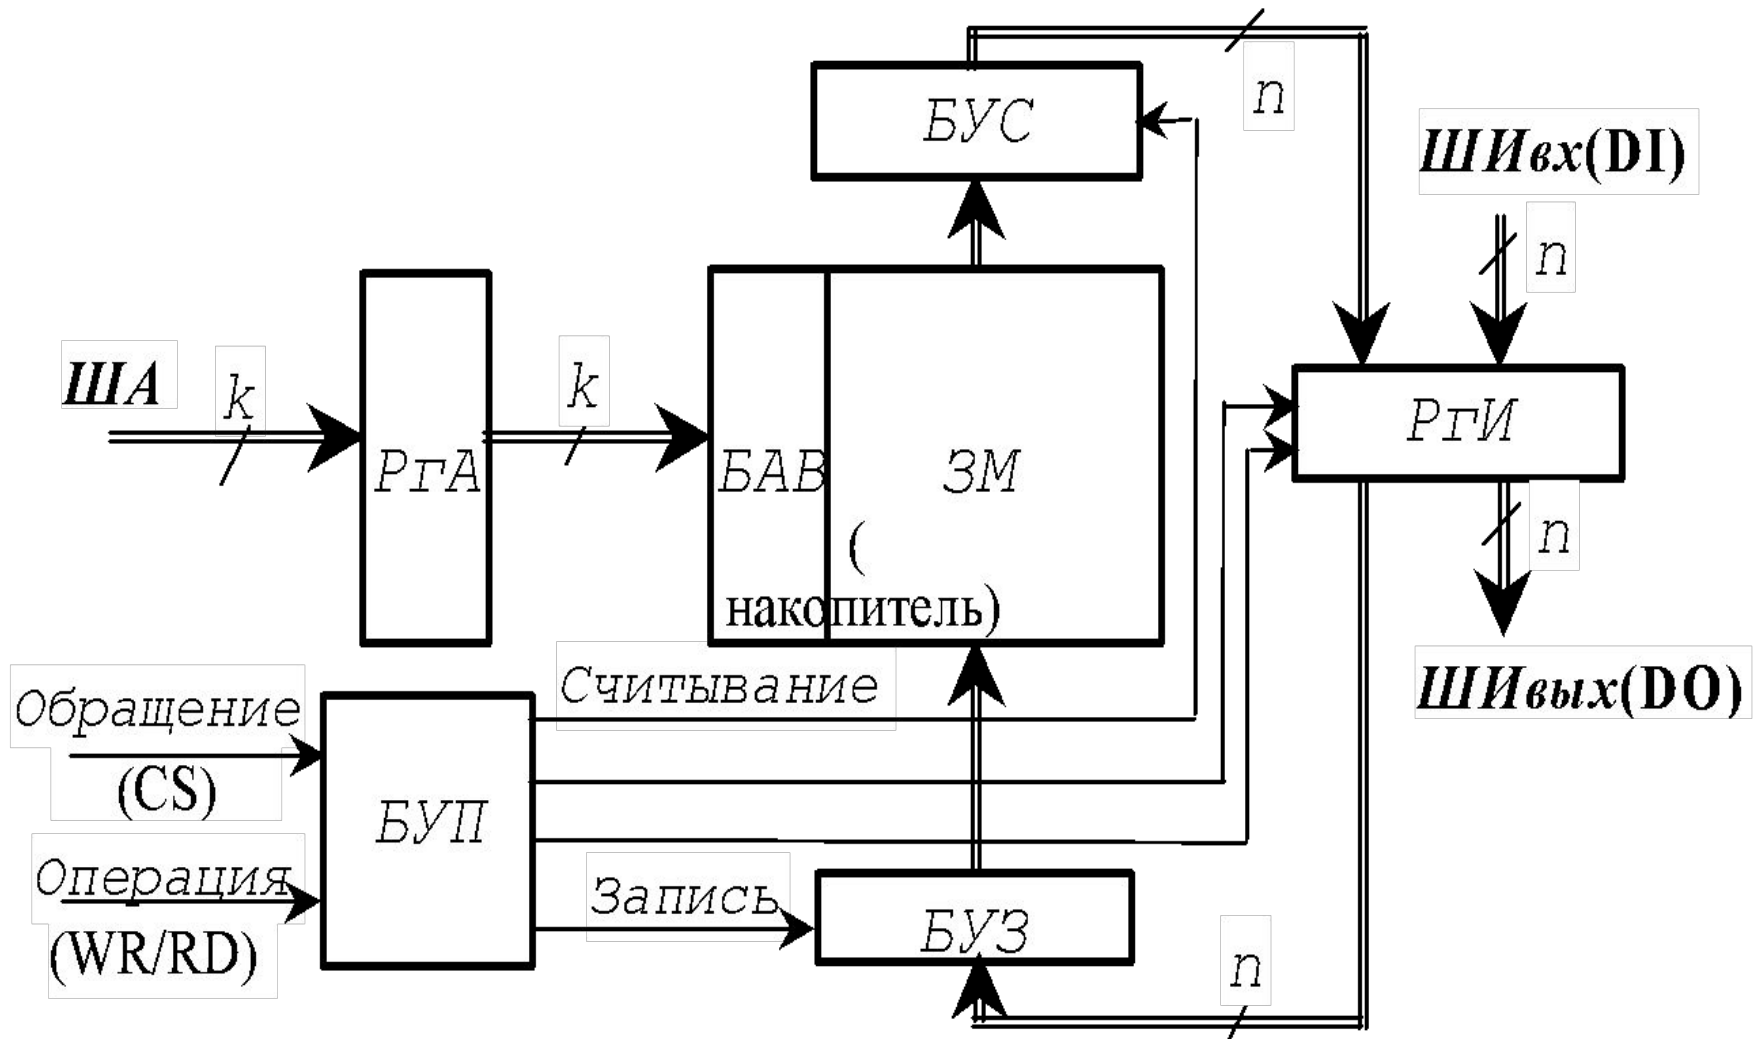 БУС
n
ШИвх(DI)
n
ША
k
k
РгА
БАВ
ЗМ
(
накопитель)
РгИ
n
ШИвых(DO)
Считывание
Обращение
(CS)
БУП
Операция
(WR/RD)
Запись
БУЗ
n